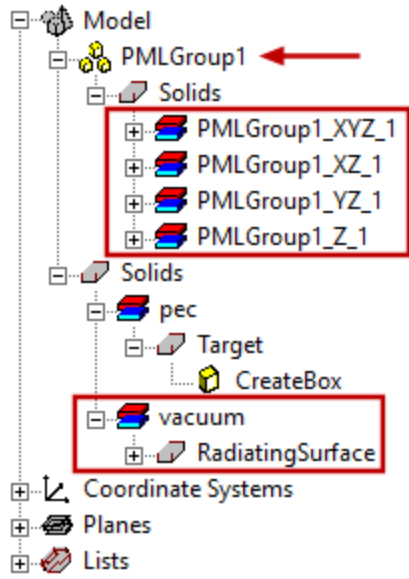 Model
PMLGroup1
Solids
PMLGroup1_XYZ_1
PMLGroup1_XZ_1
PMLGroup1_YZ_1
PMLGroup1_Z_1
Solids
pec
Target
CreateBox
vacuum
RadiatingSurface
Coordinate Systems
Planes
Lists